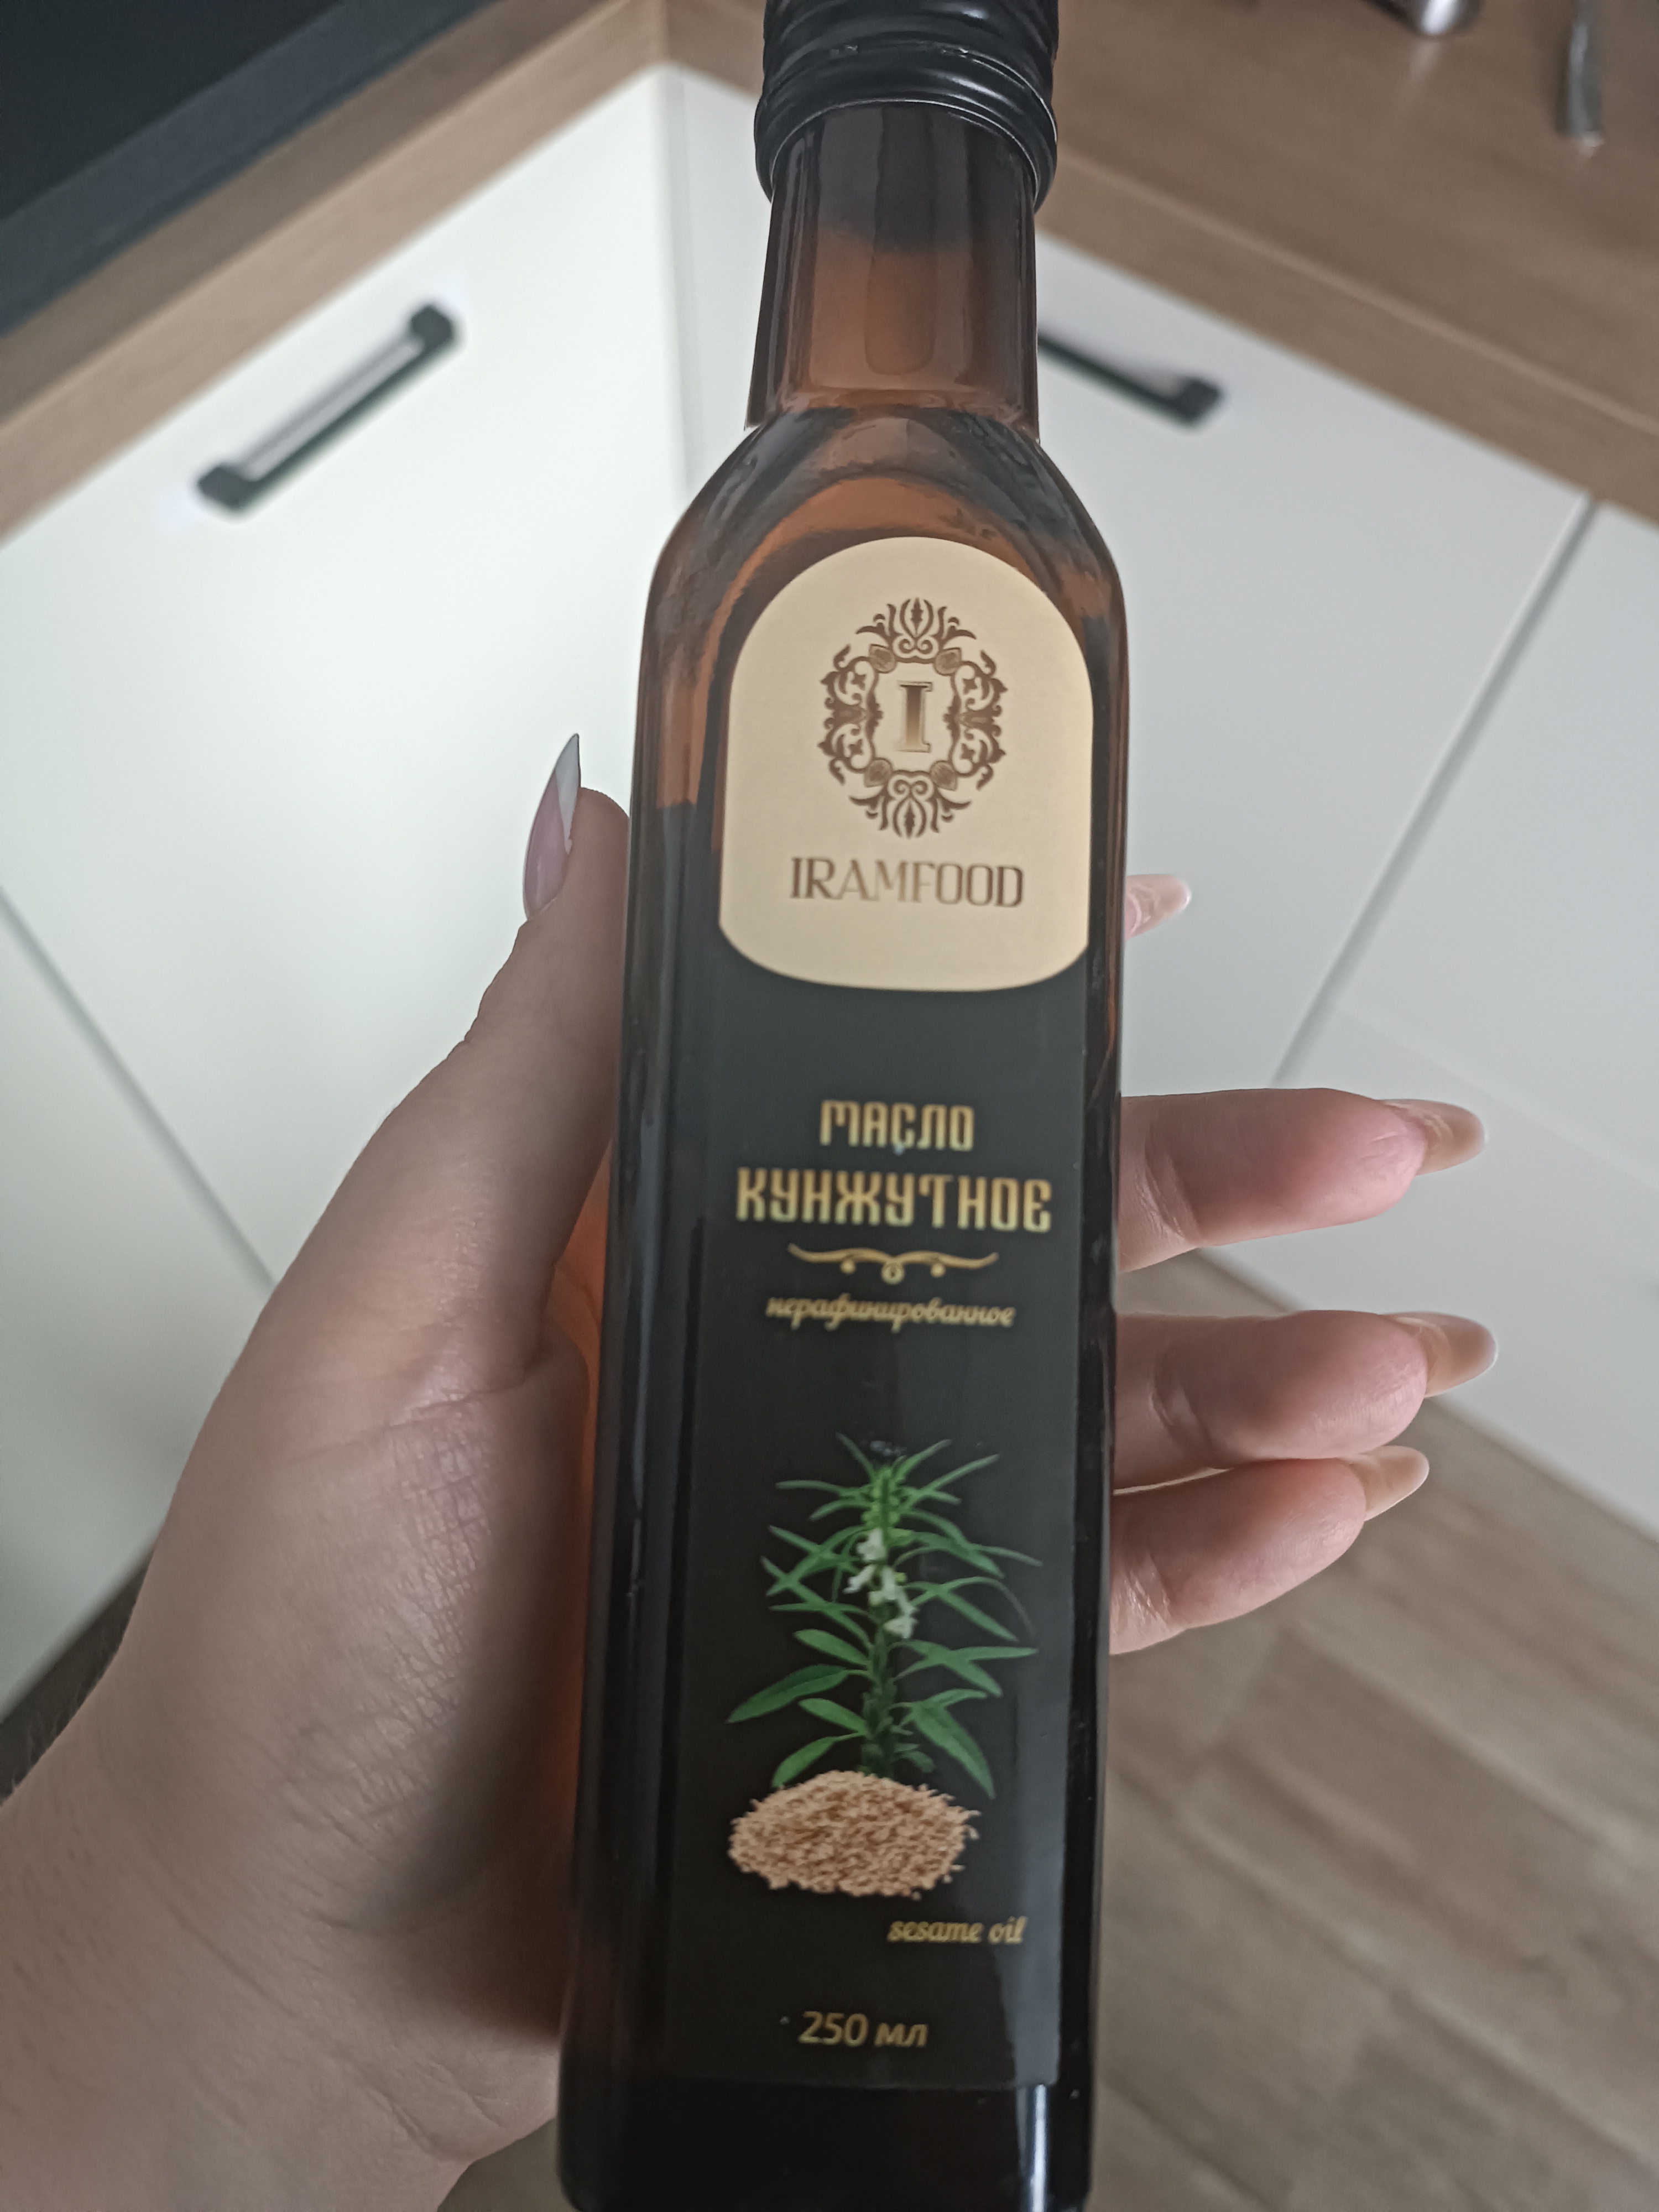 I
IRAMFOOD
МАСЛО
КУНЖУТНОЕ
нерафинированное
sesame oil
250 мл